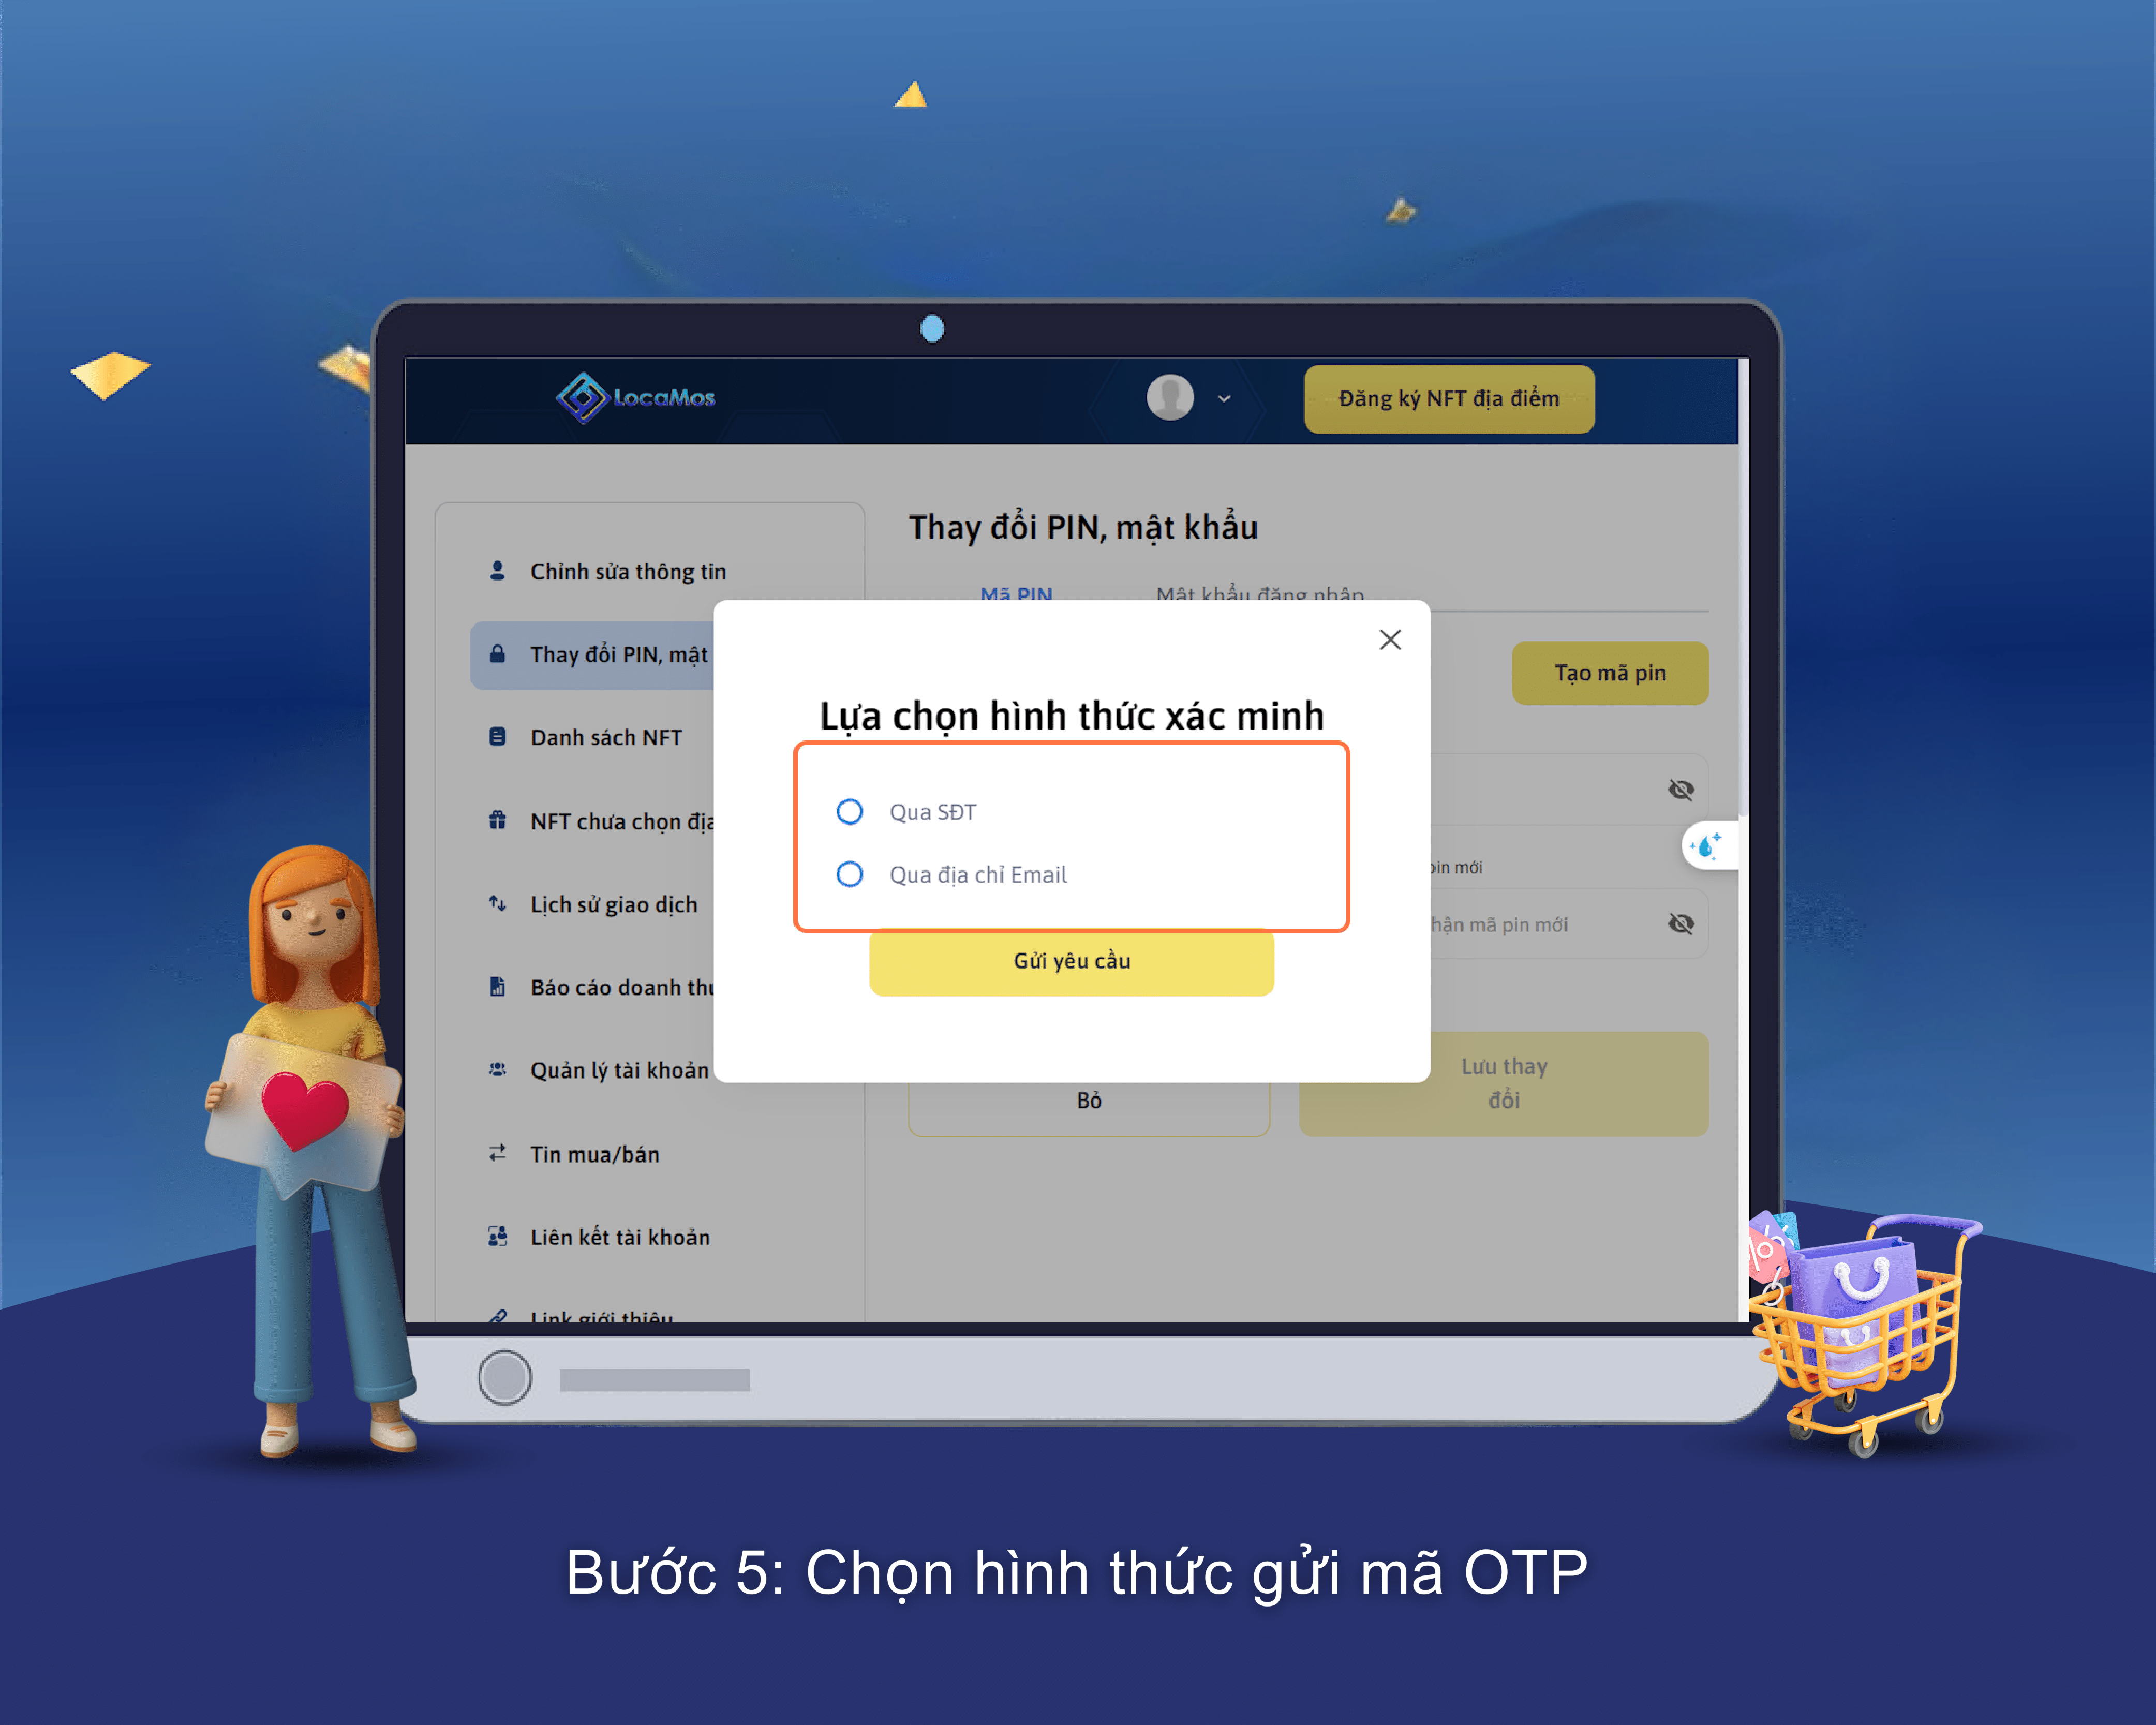 LocaMos
Đăng ký NFT địa điểm
Thay đổi PIN, mật khẩu
Mã PIN
Mật khẩu đăng nhập
Chỉnh sửa thông tin
Thay đổi PIN, mật
Danh sách NFT
NFT chưa chọn địa
Lịch sử giao dịch
Báo cáo doanh thu
Quản lý tài khoản
Tin mua/bán
Liên kết tài khoản
Link giới thiệu
Tạo mã pin
Lựa chọn hình thức xác minh
Qua SĐT
Qua địa chỉ Email
Gửi yêu cầu
pin mới
mã pin mới
Bỏ
Lưu thay
đổi
%
Bước 5: Chọn hình thức gửi mã OTP